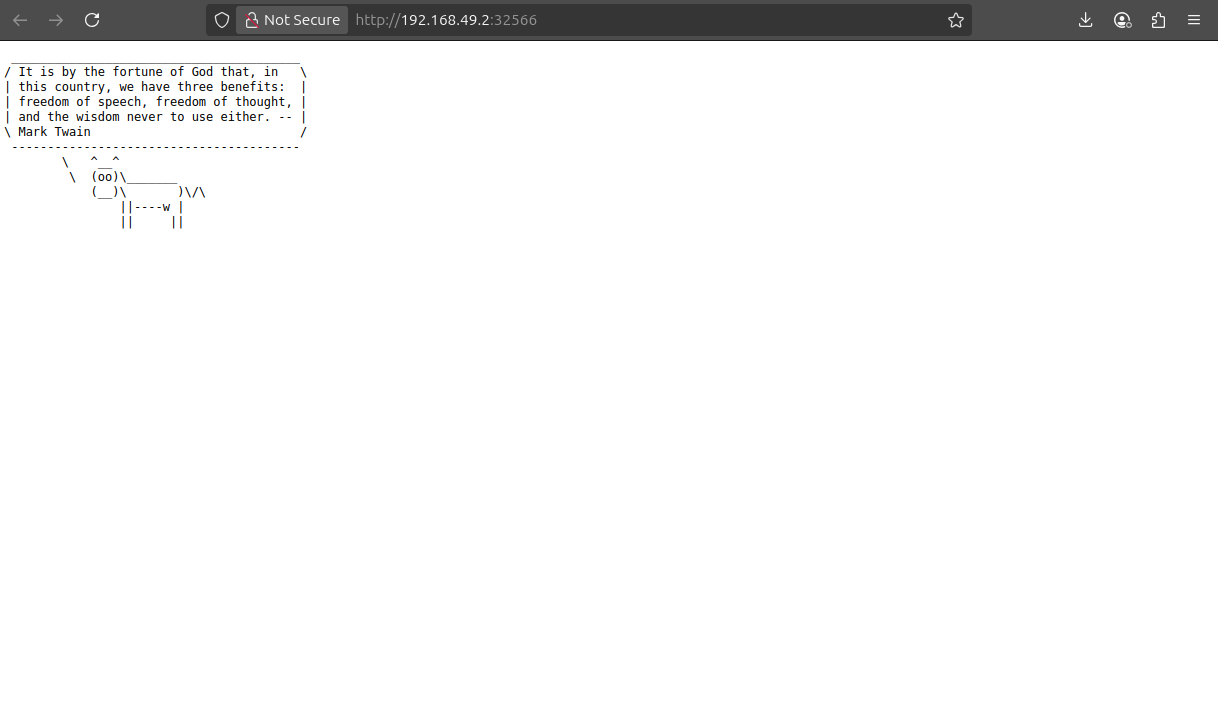 Not Secure http://192.168.49.2:32566
 ________________________________________
/ It is by the fortune of God that, in   \
| this country, we have three benefits:  |
| freedom of speech, freedom of thought, |
| and the wisdom never to use either. -- |
\ Mark Twain                             /
 ----------------------------------------
        \   ^__^
         \  (oo)\_______
            (__)\       )\/\
                ||----w |
                ||     ||